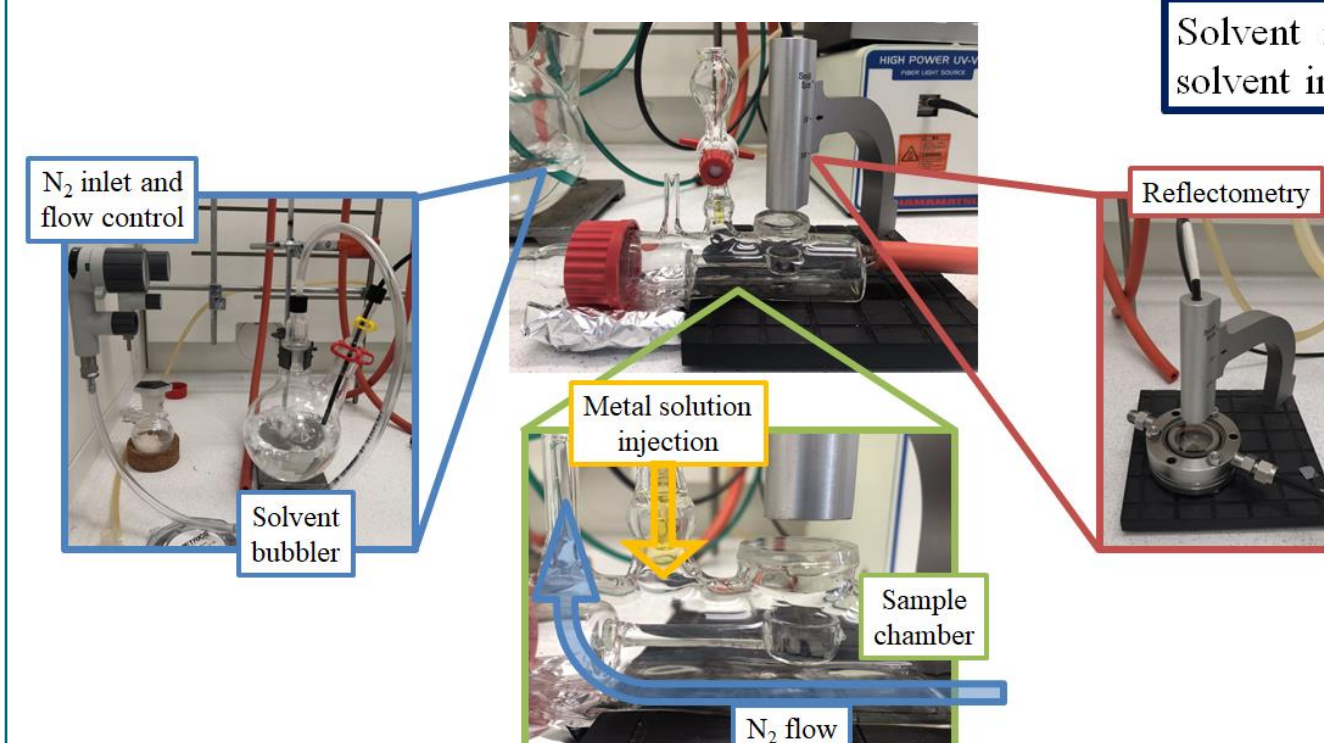 Solvent
solvent
HIGH POWER UV-V
FIBER LIGHT SOURCE
N₂ inlet and
flow control
Reflectometry
HAMAMATS
Metal solution
injection
Solvent
bubbler
Sample
chamber
N₂ flow